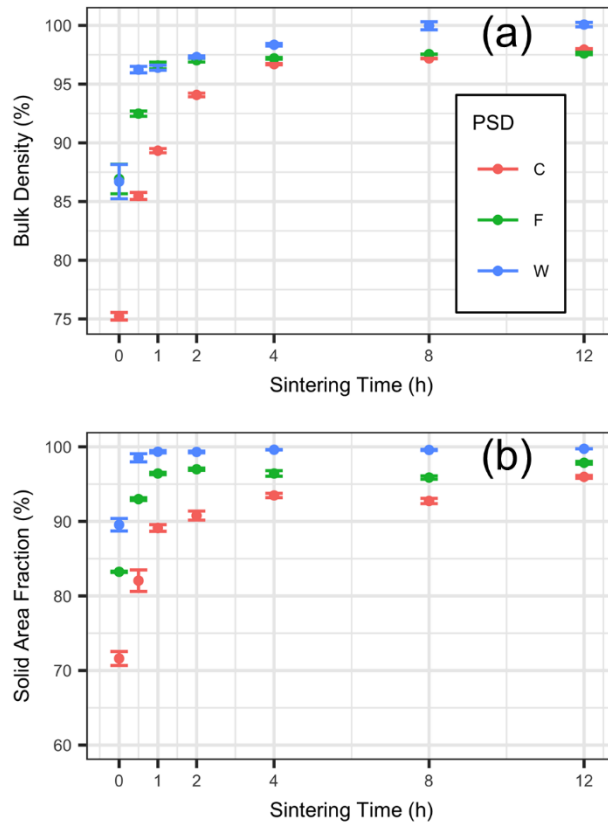 100
(a)
95
PSD
90
C
85
F
80
W
75
Bulk Density (%)
0 1 2 4 8 12
Sintering Time (h)
100
(b)
90
80
70
60
Solid Area Fraction (%)
0 1 2 4 8 12
Sintering Time (h)